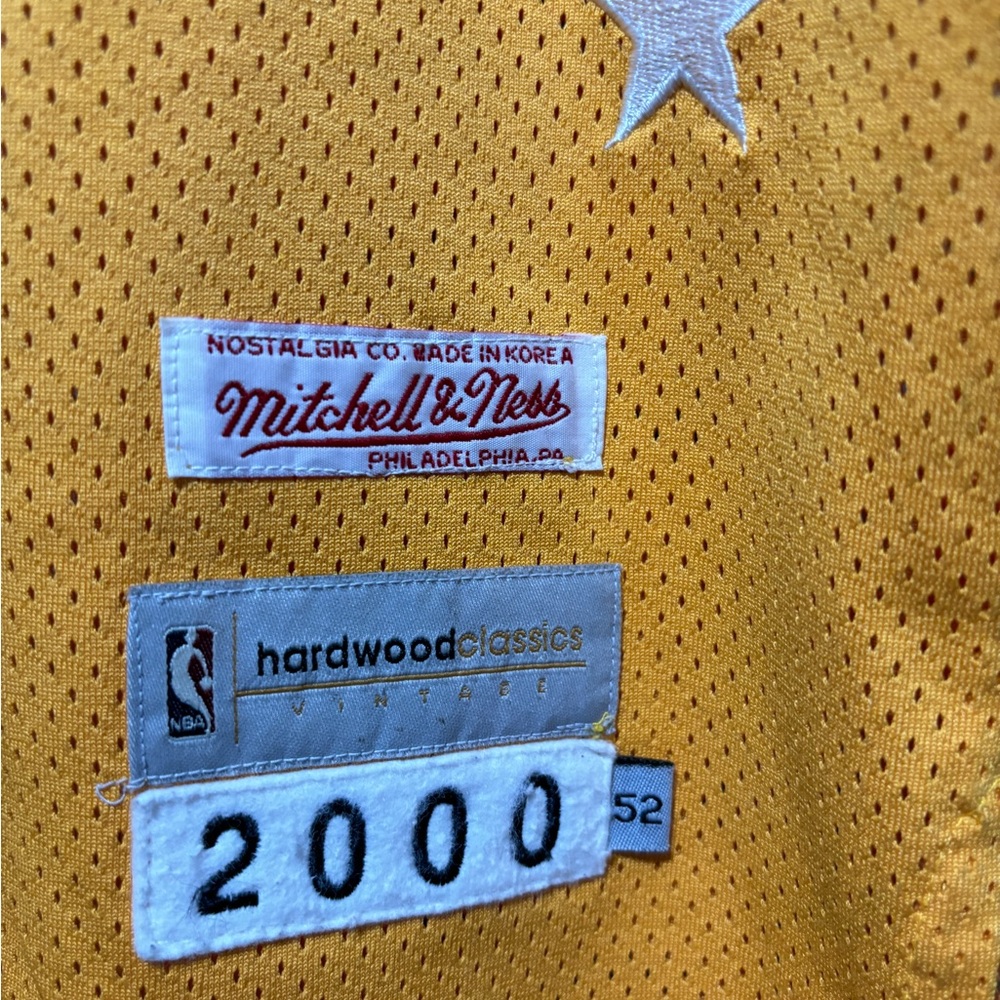 NOSTALGIA CO. MADE IN KOREA
Mitchell & Ness
PHILADELPHIA, PA.
NBA
hardwoodclassics
VINTAGE
2000
52